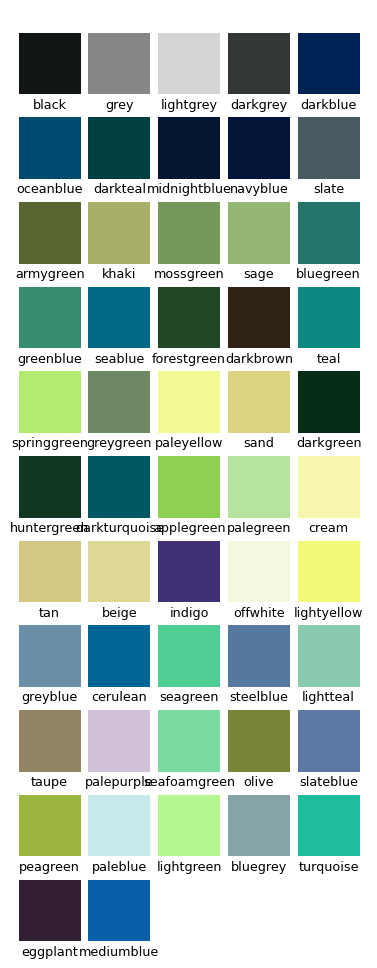 black grey lightgrey darkgrey darkblue
oceanblue darkteal midnightblue navyblue slate
armygreen khaki mossgreen sage bluegreen
greenblue seablue forestgreen darkbrown teal
springgreen greygreen paleyellow sand darkgreen
huntergreen darkturquoise applegreen palegreen cream
tan beige indigo offwhite lightyellow
greyblue cerulean seagreen steelblue lightteal
taupe palepurple seafoamgreen olive slateblue
peagreen paleblue lightgreen bluegrey turquoise
eggplant mediumblue